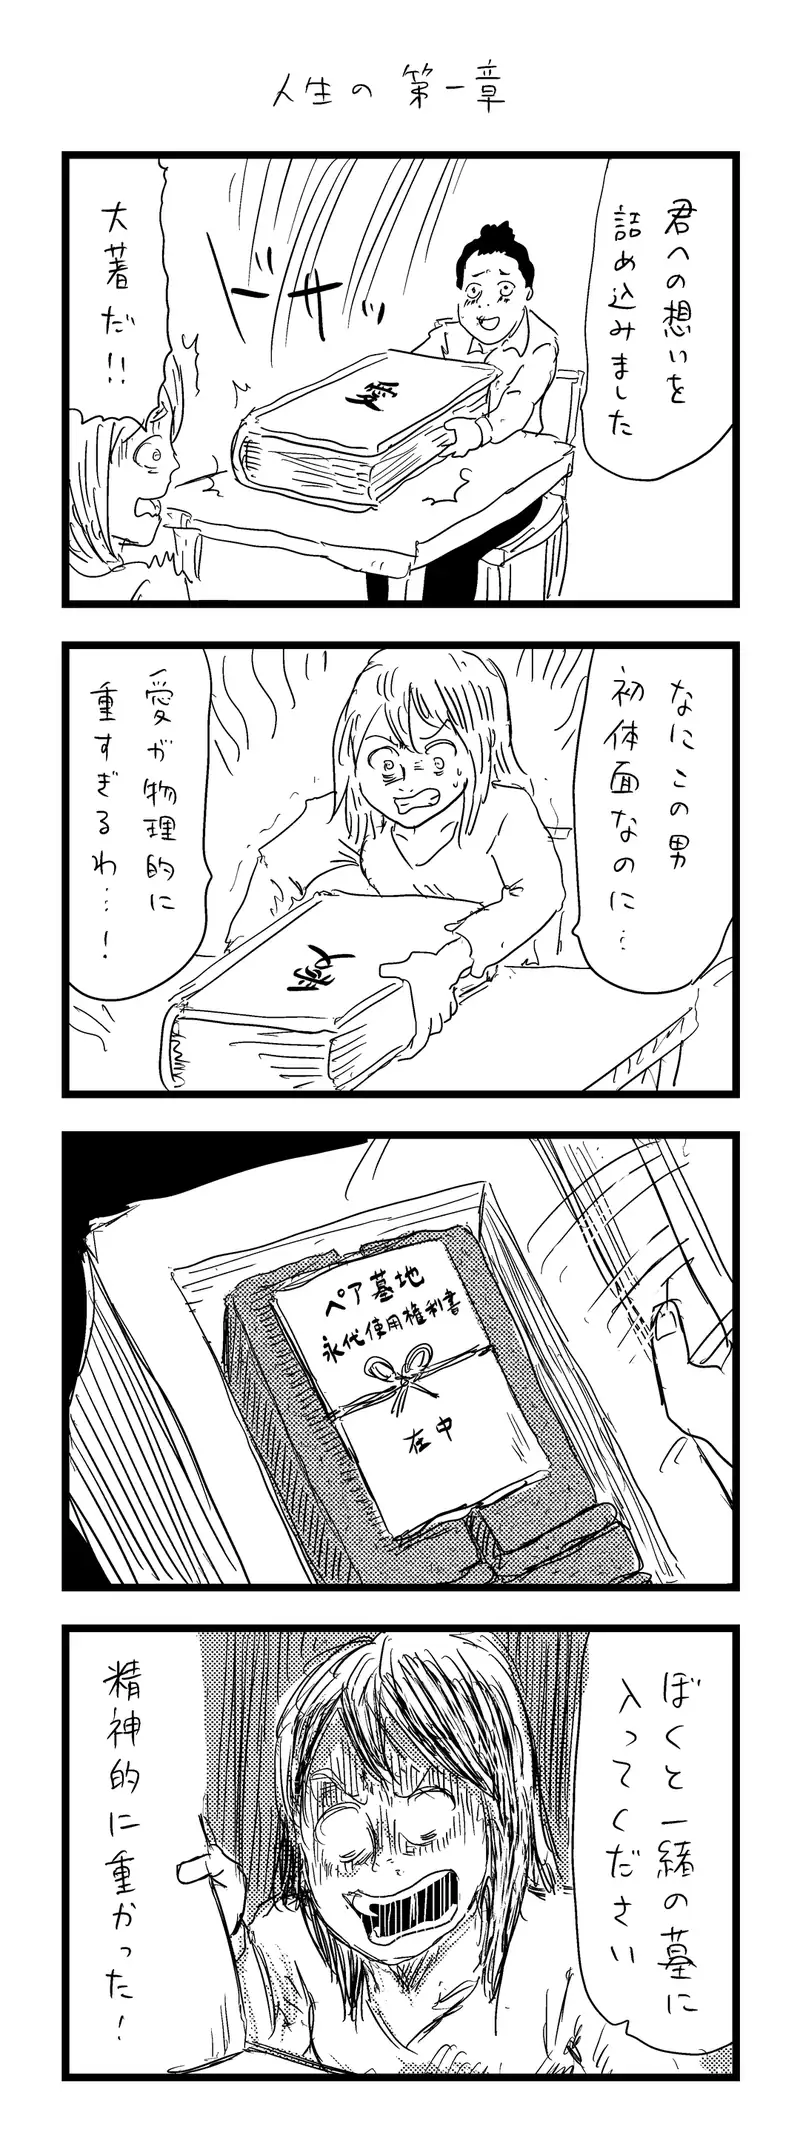 人生の第一章
君への想いを
詰め込みました
ドサッ
愛
大著だ!!
なにこの男
初体面なのに…
愛が物理的に
重すぎるわ…!
愛
ペア墓地
永代使用権利書
在中
ぼくと一緒の墓に
入ってください
精神的に重かった!